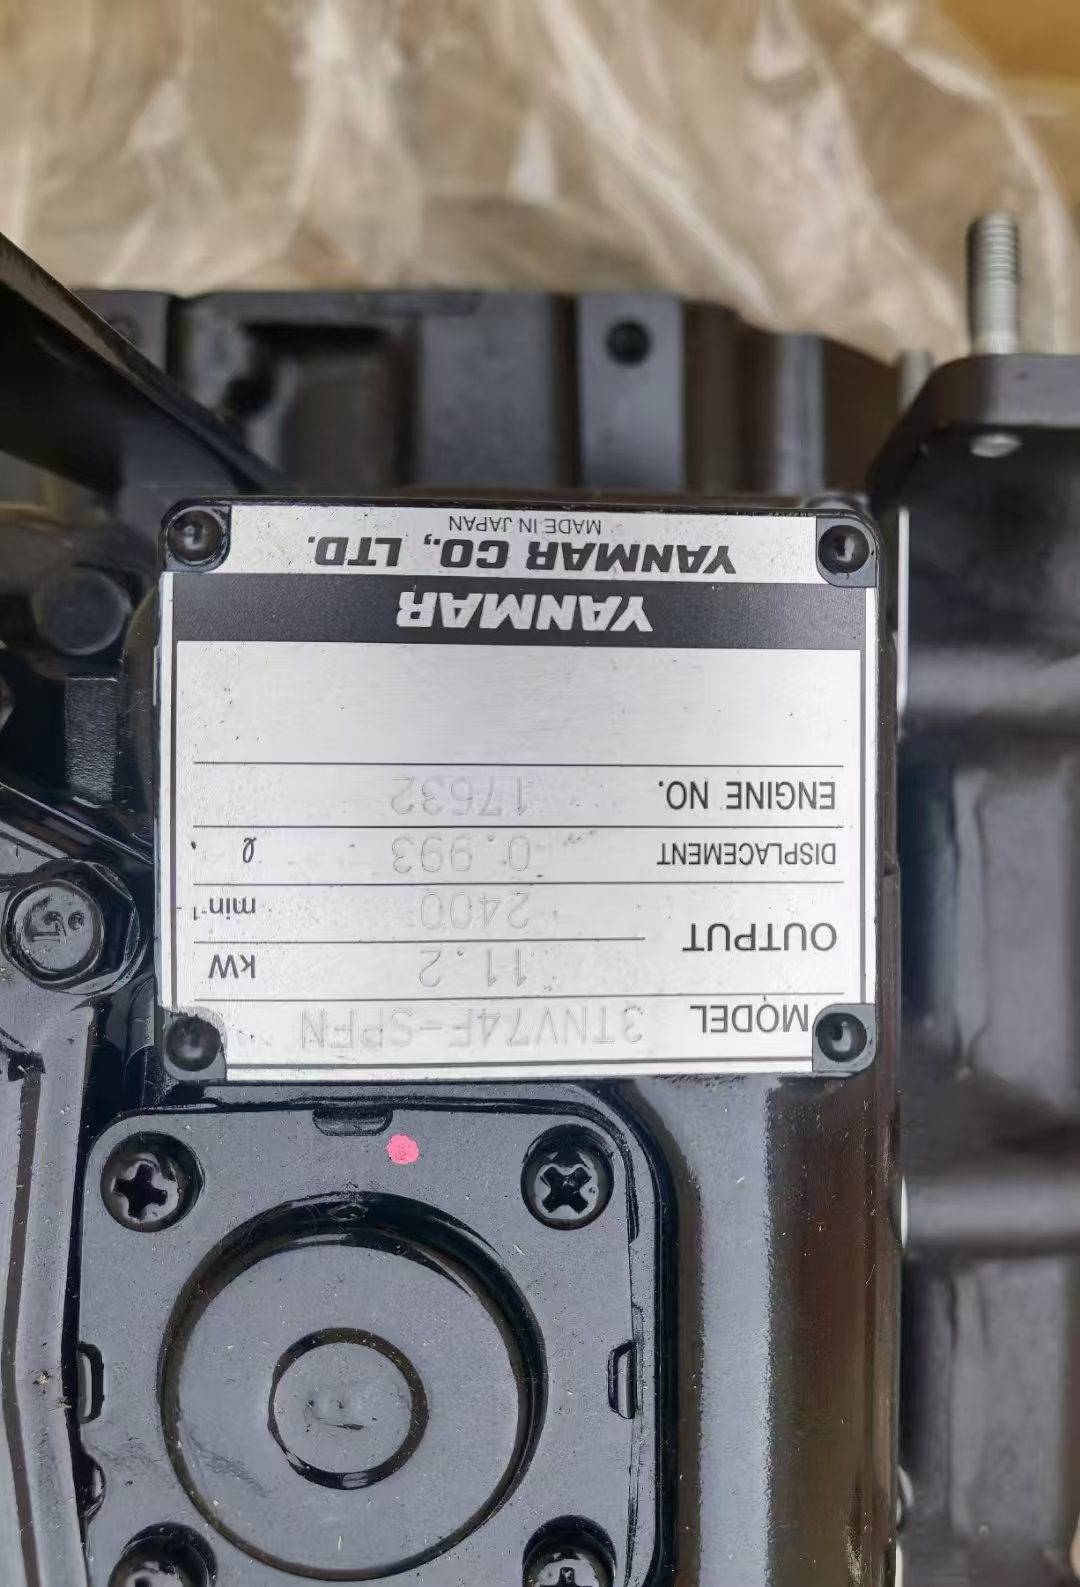 MODEL 3TNV74F-SPFN
OUTPUT 11.2 kW
2400 min⁻¹
DISPLACEMENT 0.993 ℓ
ENGINE NO. 17632
YANMAR
YANMAR CO., LTD.
MADE IN JAPAN